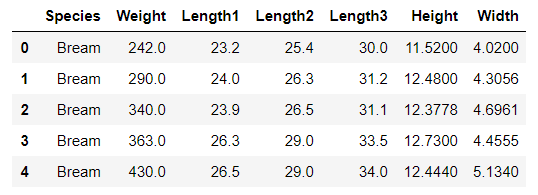 Species Weight Length1 Length2 Length3 Height Width
0 Bream 242.0 23.2 25.4 30.0 11.5200 4.0200
1 Bream 290.0 24.0 26.3 31.2 12.4800 4.3056
2 Bream 340.0 23.9 26.5 31.1 12.3778 4.6961
3 Bream 363.0 26.3 29.0 33.5 12.7300 4.4555
4 Bream 430.0 26.5 29.0 34.0 12.4440 5.1340